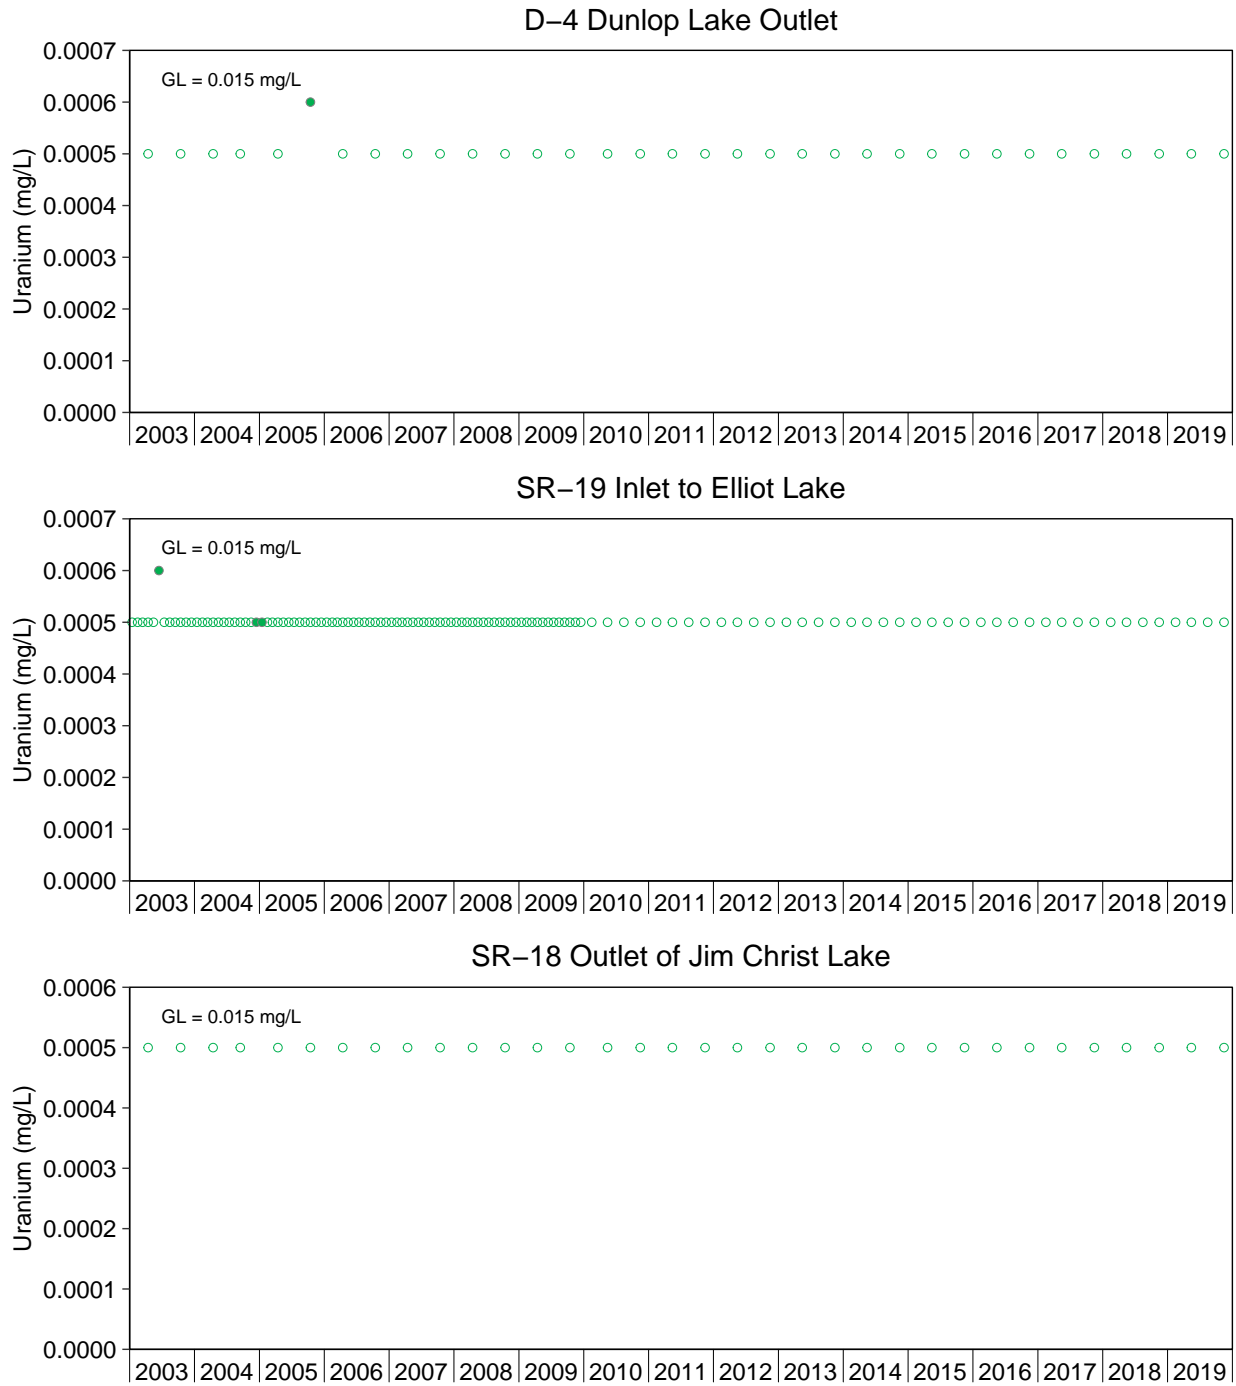 D−4 Dunlop Lake Outlet
0.0007
GL = 0.015 mg/L
0.0006
0.0005
0.0004
0.0003
0.0002
0.0001
0.0000
Uranium (mg/L)
2003 2004 2005 2006 2007 2008 2009 2010 2011 2012 2013 2014 2015 2016 2017 2018 2019
SR−19 Inlet to Elliot Lake
0.0007
GL = 0.015 mg/L
0.0006
0.0005
0.0004
0.0003
0.0002
0.0001
0.0000
Uranium (mg/L)
2003 2004 2005 2006 2007 2008 2009 2010 2011 2012 2013 2014 2015 2016 2017 2018 2019
SR−18 Outlet of Jim Christ Lake
0.0006
GL = 0.015 mg/L
0.0005
0.0004
0.0003
0.0002
0.0001
0.0000
Uranium (mg/L)
2003 2004 2005 2006 2007 2008 2009 2010 2011 2012 2013 2014 2015 2016 2017 2018 2019